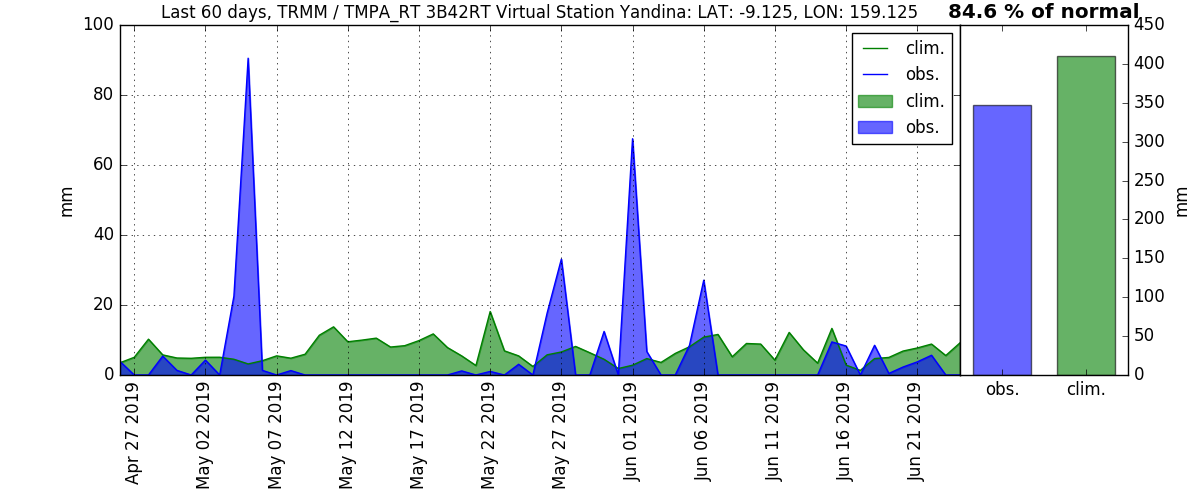 Last 60 days, TRMM / TMPA_RT 3B42RT Virtual Station Yandina: LAT: -9.125, LON: 159.125
84.6 % of normal
100
80
60
40
20
0
mm
clim.
obs.
clim.
obs.
450
400
350
300
250
200
150
100
50
0
mm
obs.
clim.
Apr 27 2019
May 02 2019
May 07 2019
May 12 2019
May 17 2019
May 22 2019
May 27 2019
Jun 01 2019
Jun 06 2019
Jun 11 2019
Jun 16 2019
Jun 21 2019